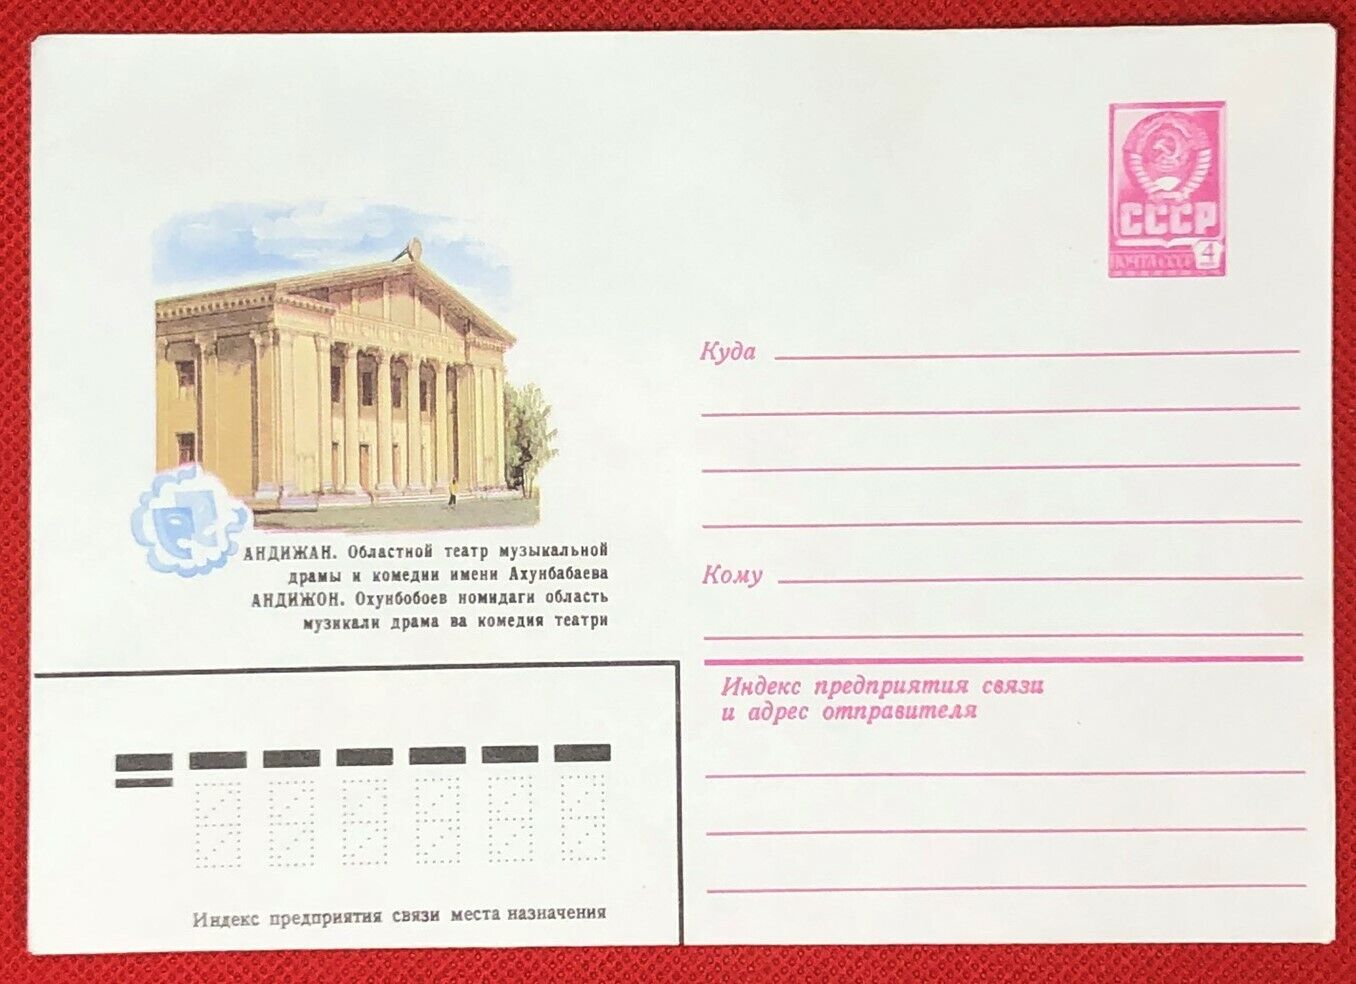 СССР
ПОЧТА СССР 4
АНДИЖАН. Областной театр музыкальной
драмы и комедии имени Ахунбабаева
АНДИЖОН. Охунбобоев номидаги область
музикали драма ва комедия театри
Куда
Кому
Индекс предприятия связи
и адрес отправителя
Индекс предприятия связи места назначения